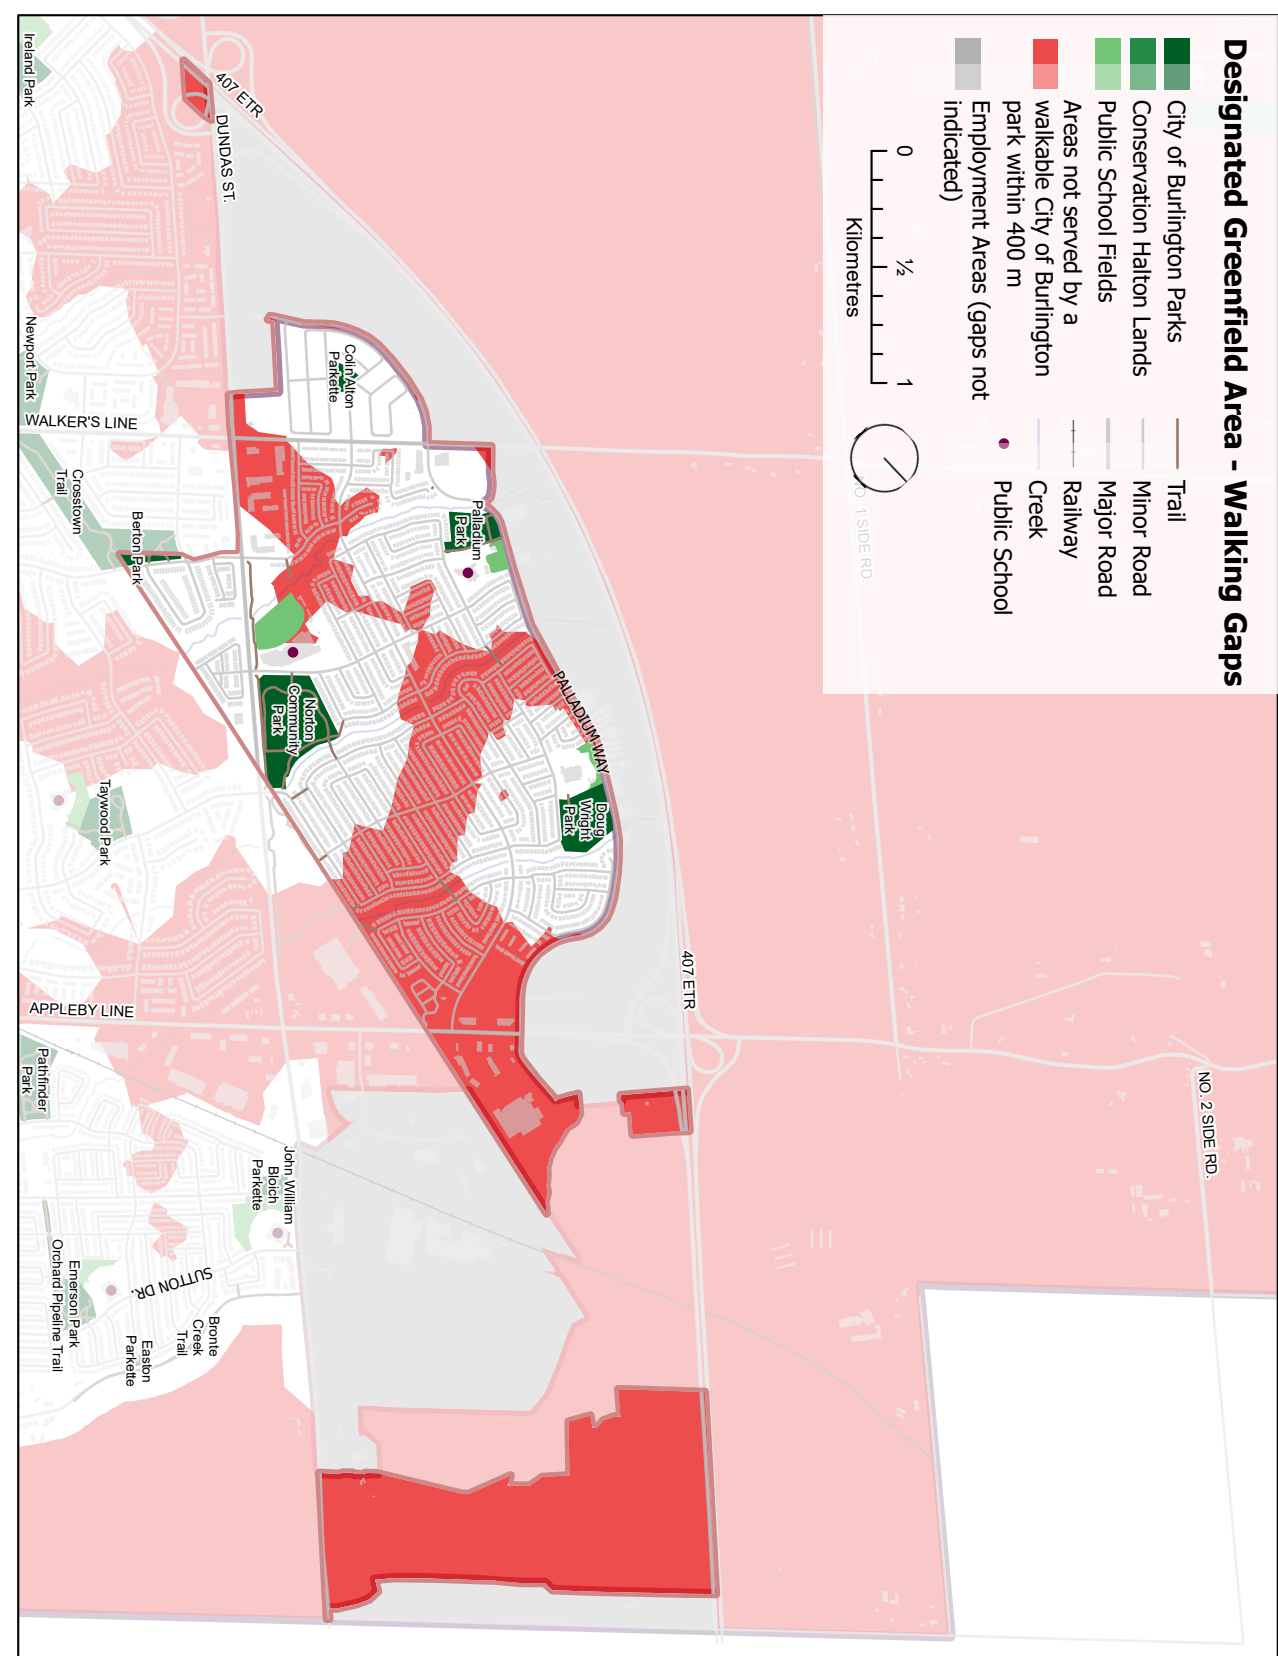 Designated Greenfield Area - Walking Gaps
City of Burlington Parks
Conservation Halton Lands
Public School Fields
Areas not served by a
walkable City of Burlington
park within 400 m
Employment Areas (gaps not
indicated)
Trail
Minor Road
Major Road
Railway
Creek
Public School
0
½
1
Kilometres
NO. 1 SIDE RD.
NO. 2 SIDE RD.
407 ETR
407 ETR
DUNDAS ST.
PALLADIUM WAY
WALKER'S LINE
APPLEBY LINE
SUTTON DR.
Ireland Park
Newport Park
Colin Alton
Parkette
Crosstown
Trail
Berton Park
Palladium
Park
Norton
Community
Park
Doug
Wright
Park
Taywood Park
Pathfinder
Park
John William
Bloich
Parkette
Orchard Pipeline Trail
Emerson Park
Bronte
Creek
Trail
Easton
Parkette